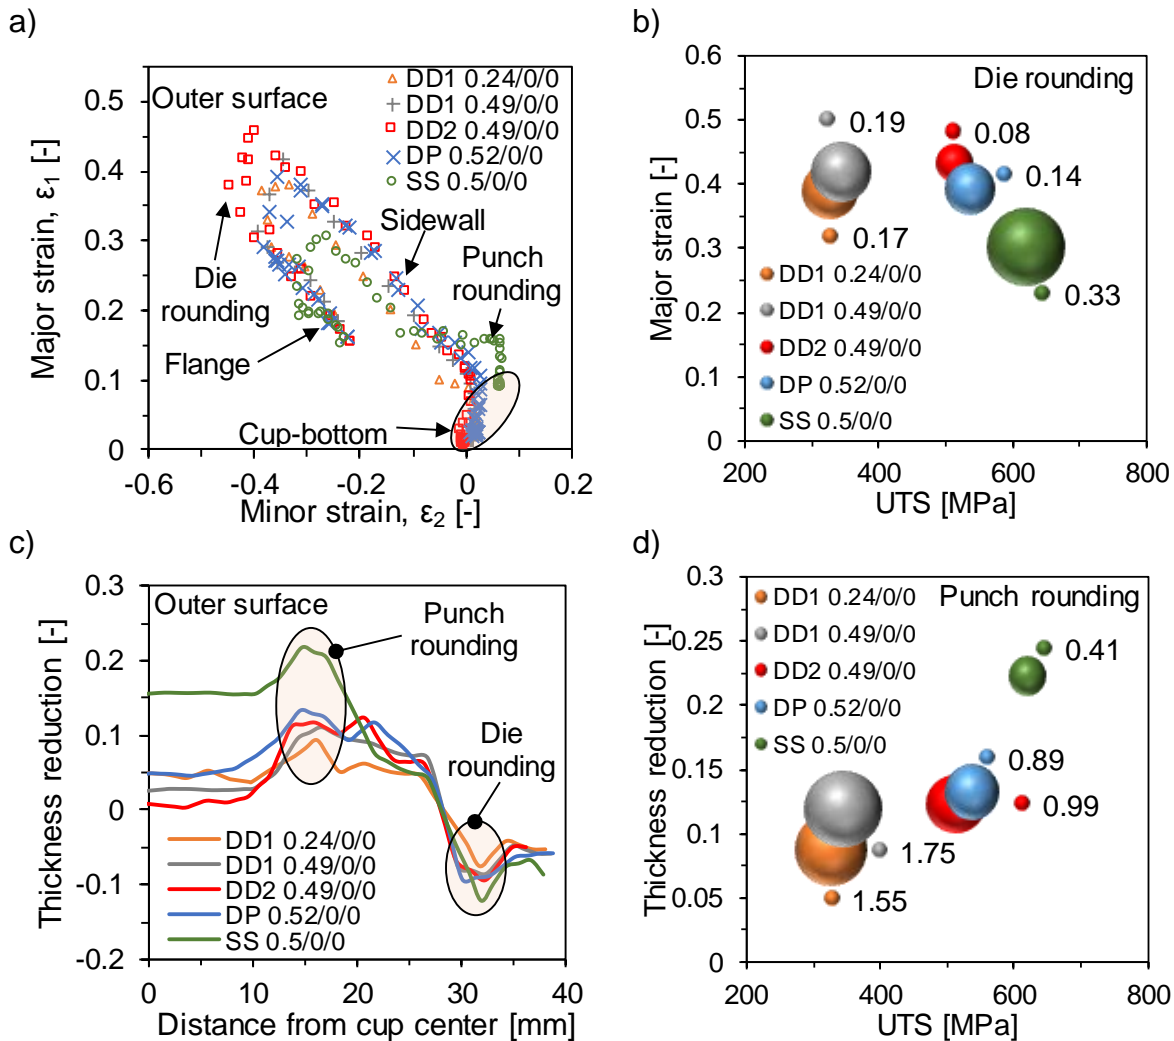 a)
Outer surface
DD1 0.24/0/0
DD1 0.49/0/0
DD2 0.49/0/0
DP 0.52/0/0
SS 0.5/0/0
Sidewall
Punch
rounding
Die
rounding
Flange
Cup-bottom
0.5
0.4
0.3
0.2
0.1
0
-0.6
-0.4
-0.2
0
0.2
Major strain, ε1 [-]
Minor strain, ε2 [-]
b)
Die rounding
0.19
0.08
0.14
0.17
0.33
DD1 0.24/0/0
DD1 0.49/0/0
DD2 0.49/0/0
DP 0.52/0/0
SS 0.5/0/0
0.6
0.5
0.4
0.3
0.2
0.1
0
200
400
600
800
Major strain [-]
UTS [MPa]
c)
Outer surface
Punch
rounding
Die
rounding
DD1 0.24/0/0
DD1 0.49/0/0
DD2 0.49/0/0
DP 0.52/0/0
SS 0.5/0/0
0.3
0.2
0.1
0
-0.1
-0.2
0
10
20
30
40
Thickness reduction [-]
Distance from cup center [mm]
d)
Punch rounding
DD1 0.24/0/0
DD1 0.49/0/0
DD2 0.49/0/0
DP 0.52/0/0
SS 0.5/0/0
0.41
0.89
0.99
1.75
1.55
0.3
0.25
0.2
0.15
0.1
0.05
0
200
400
600
800
Thickness reduction [-]
UTS [MPa]